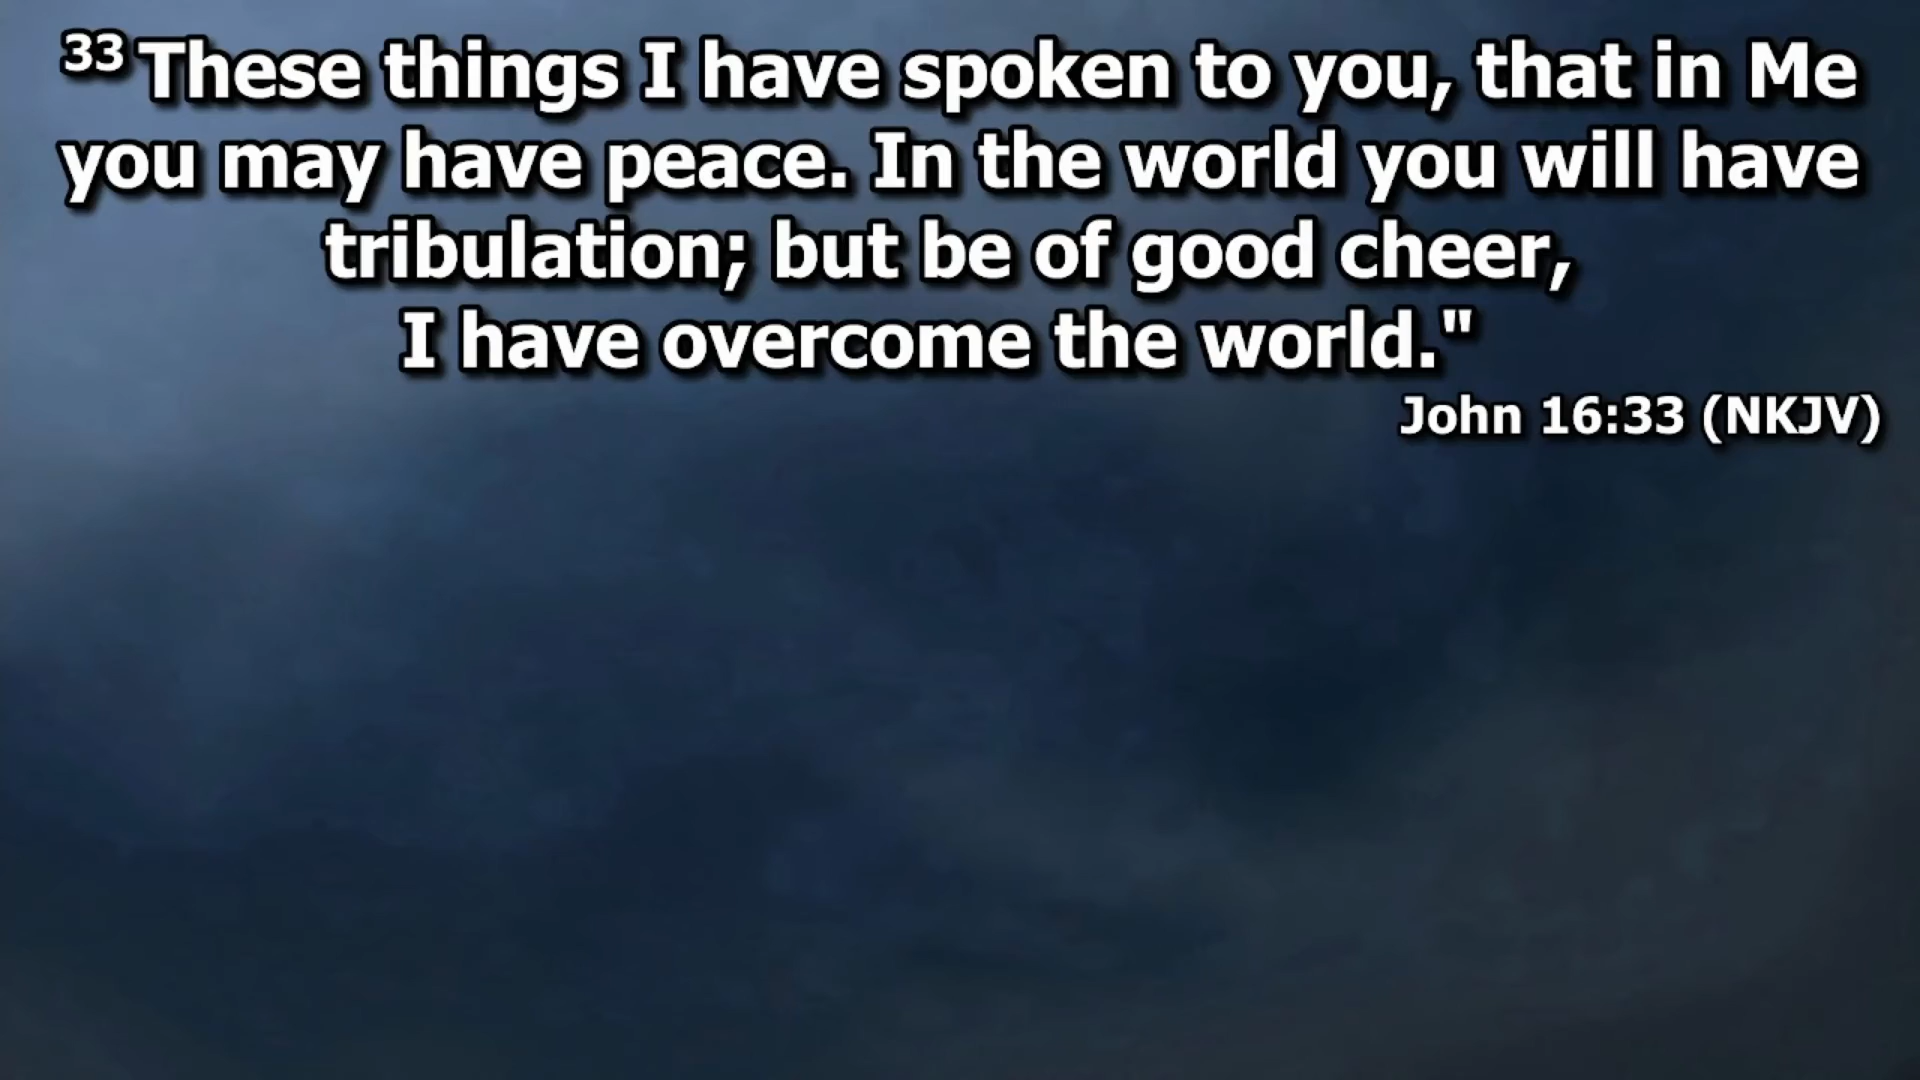 33 These things I have spoken to you, that in Me
you may have peace. In the world you will have
tribulation; but be of good cheer,
I have overcome the world."
John 16:33 (NKJV)